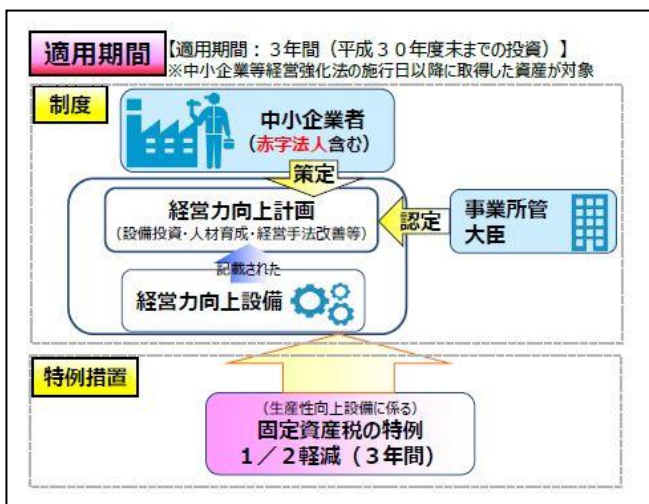 適用期間
【適用期間：３年間（平成３０年度末までの投資）】
※中小企業等経営強化法の施行日以降に取得した資産が対象
制度
中小企業者
（赤字法人含む）
策定
経営力向上計画
（設備投資・人材育成・経営手法改善等）
認定
事業所管
大臣
記載された
経営力向上設備
特例措置
（生産性向上設備に係る）
固定資産税の特例
１／２軽減（３年間）